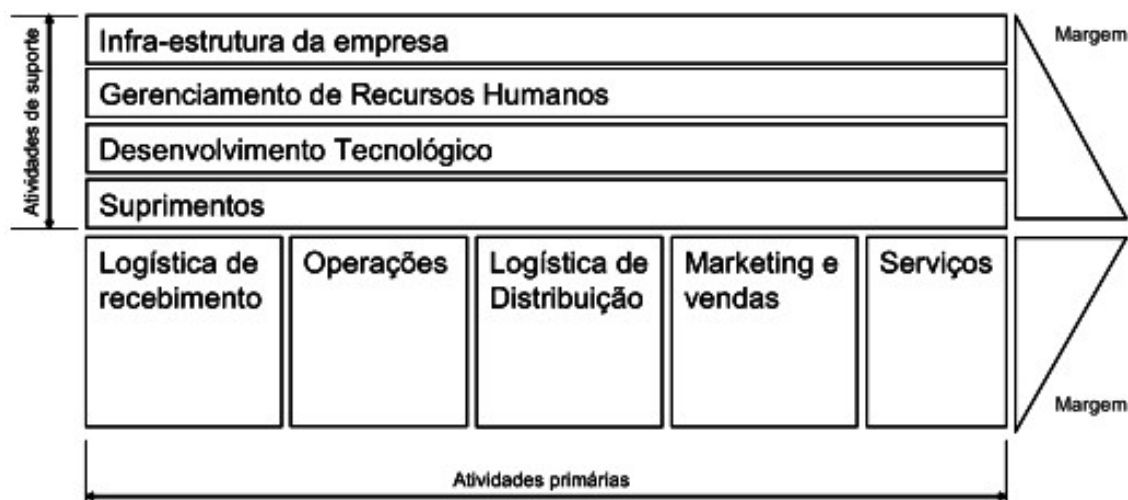 Atividades de suporte
Infra-estrutura da empresa
Gerenciamento de Recursos Humanos
Desenvolvimento Tecnológico
Suprimentos
Margem
Logística de
recebimento
Operações
Logística de
Distribuição
Marketing e
vendas
Serviços
Margem
Atividades primárias